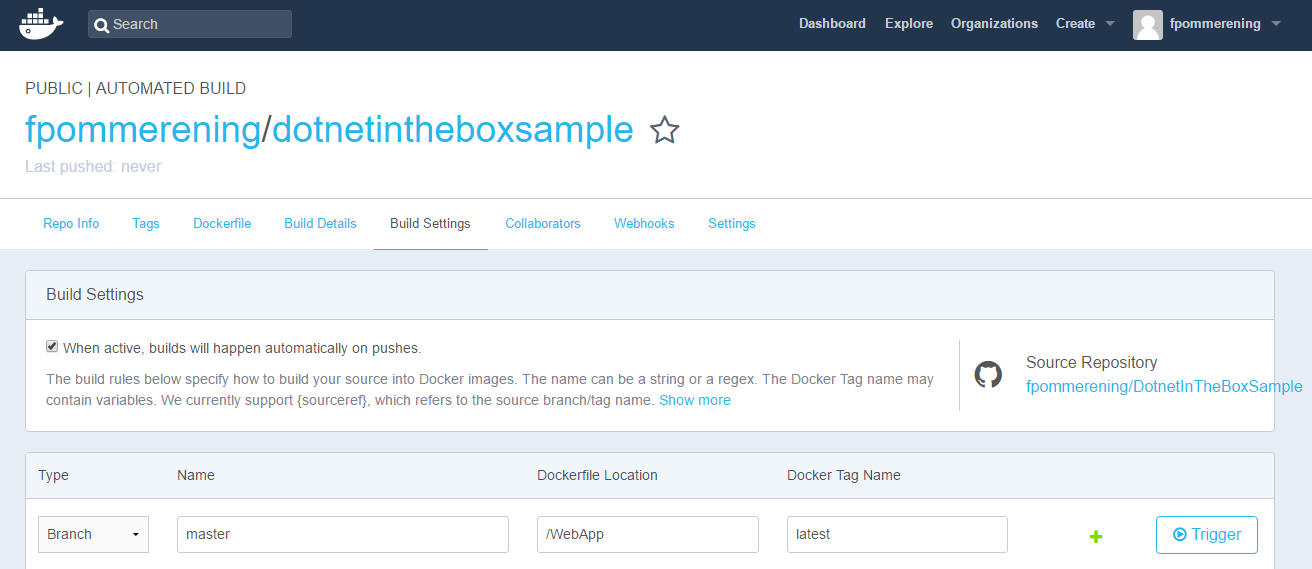 Search Dashboard Explore Organizations Create fpommerening
PUBLIC | AUTOMATED BUILD
fpommerening/dotnetintheboxsample
Last pushed: never
Repo Info Tags Dockerfile Build Details Build Settings Collaborators Webhooks Settings
Build Settings
When active, builds will happen automatically on pushes.
The build rules below specify how to build your source into Docker images. The name can be a string or a regex. The Docker Tag name may
contain variables. We currently support {sourceref}, which refers to the source branch/tag name. Show more
Source Repository
fpommerening/DotnetInTheBoxSample
Type Name Dockerfile Location Docker Tag Name
Branch master /WebApp latest Trigger